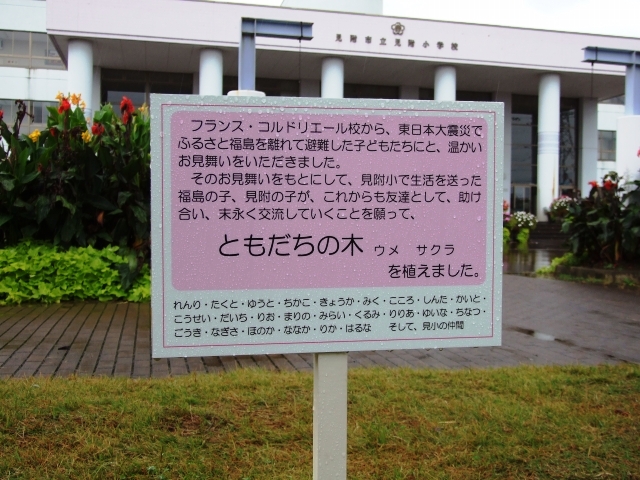 見附市立見附小学校
フランス・コルドリエール校から、東日本大震災で
ふるさと福島を離れて避難した子どもたちにと、温かい
お見舞いをいただきました。
そのお見舞いをもとにして、見附小で生活を送った
福島の子、見附の子が、これからも友達として、助け
合い、末永く交流していくことを願って、
ともだちの木 ウメ サクラ
を植えました。
れんり・たくと・ゆうと・ちかこ・きょうか・みく・こころ・しんた・かいと・
こうせい・だいち・りお・まりの・みらい・くるみ・りりあ・ゆいな・ちなつ・
ごうき・なぎさ・ほのか・ななか・りか・はるな そして、見小の仲間